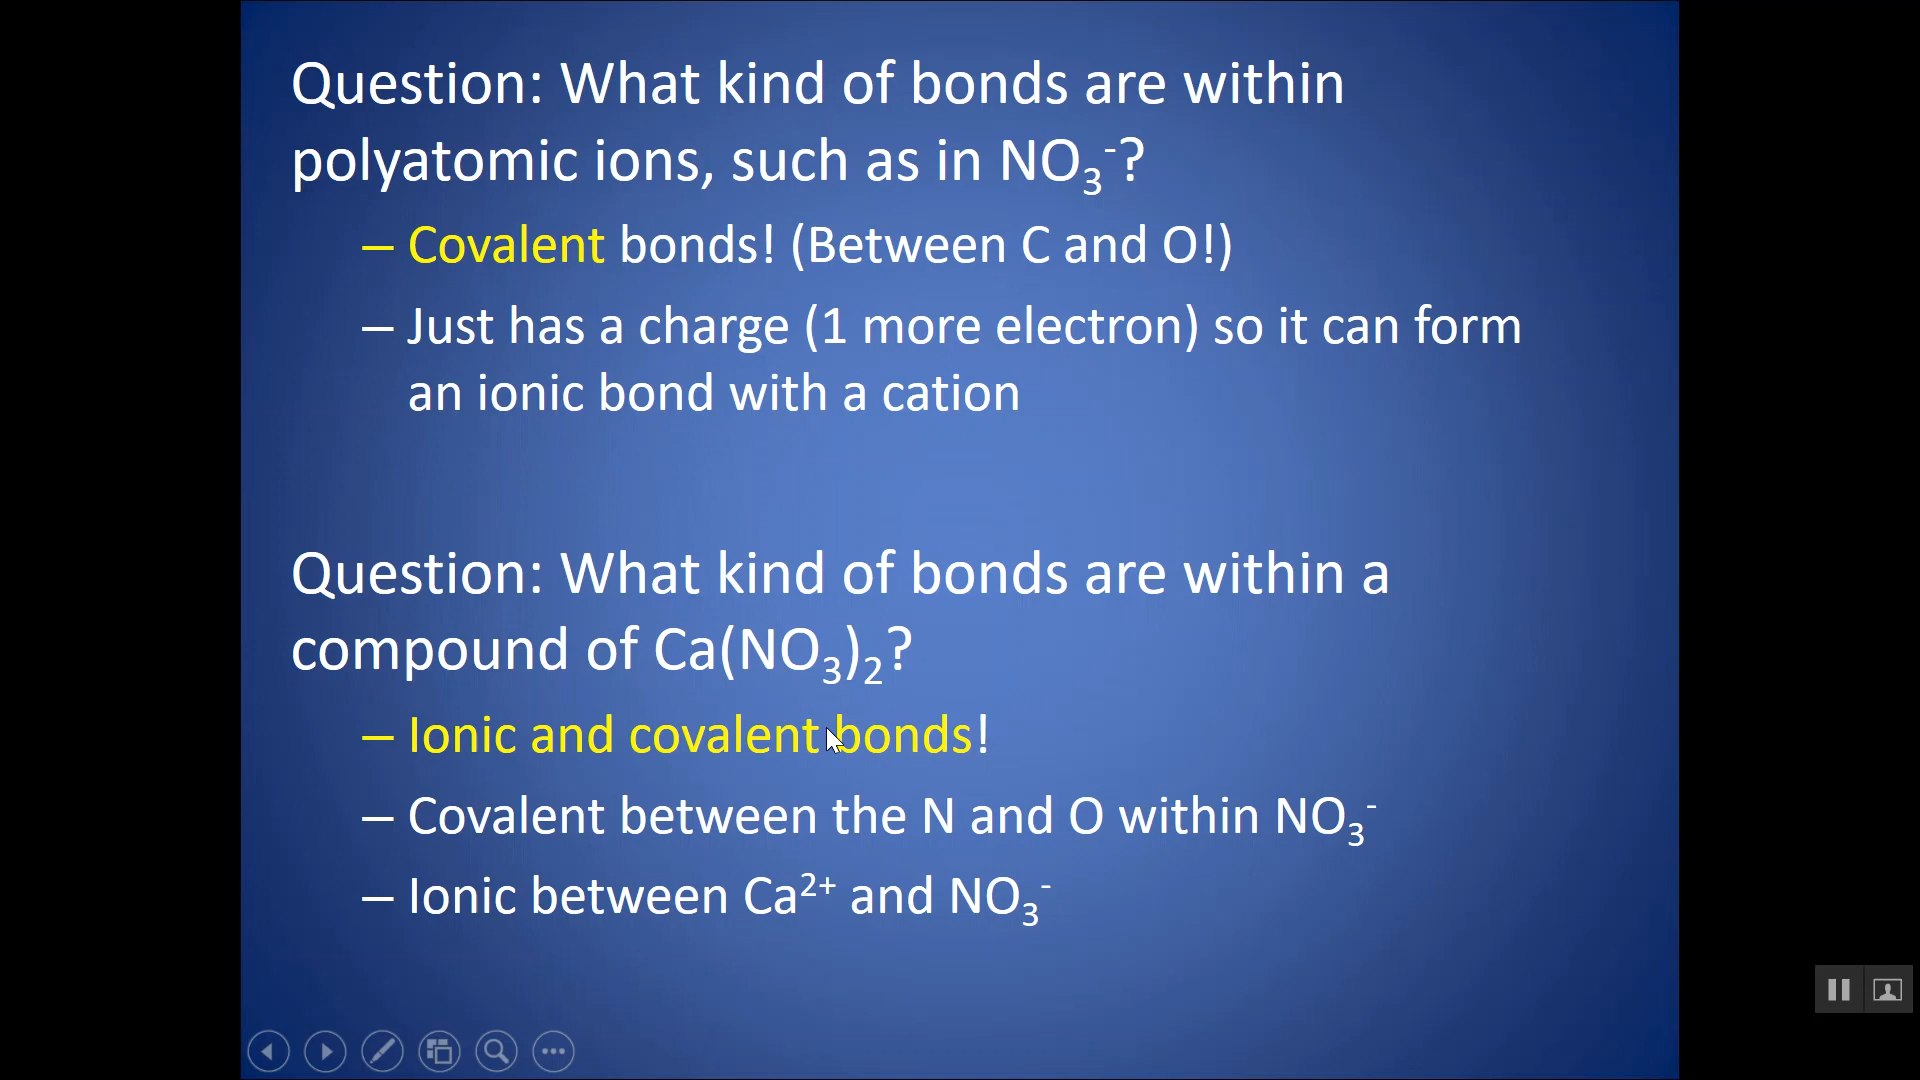 Question: What kind of bonds are within
polyatomic ions, such as in NO₃⁻?
– Covalent bonds! (Between C and O!)
– Just has a charge (1 more electron) so it can form
an ionic bond with a cation
Question: What kind of bonds are within a
compound of Ca(NO₃)₂?
– Ionic and covalent bonds!
– Covalent between the N and O within NO₃⁻
– Ionic between Ca²⁺ and NO₃⁻